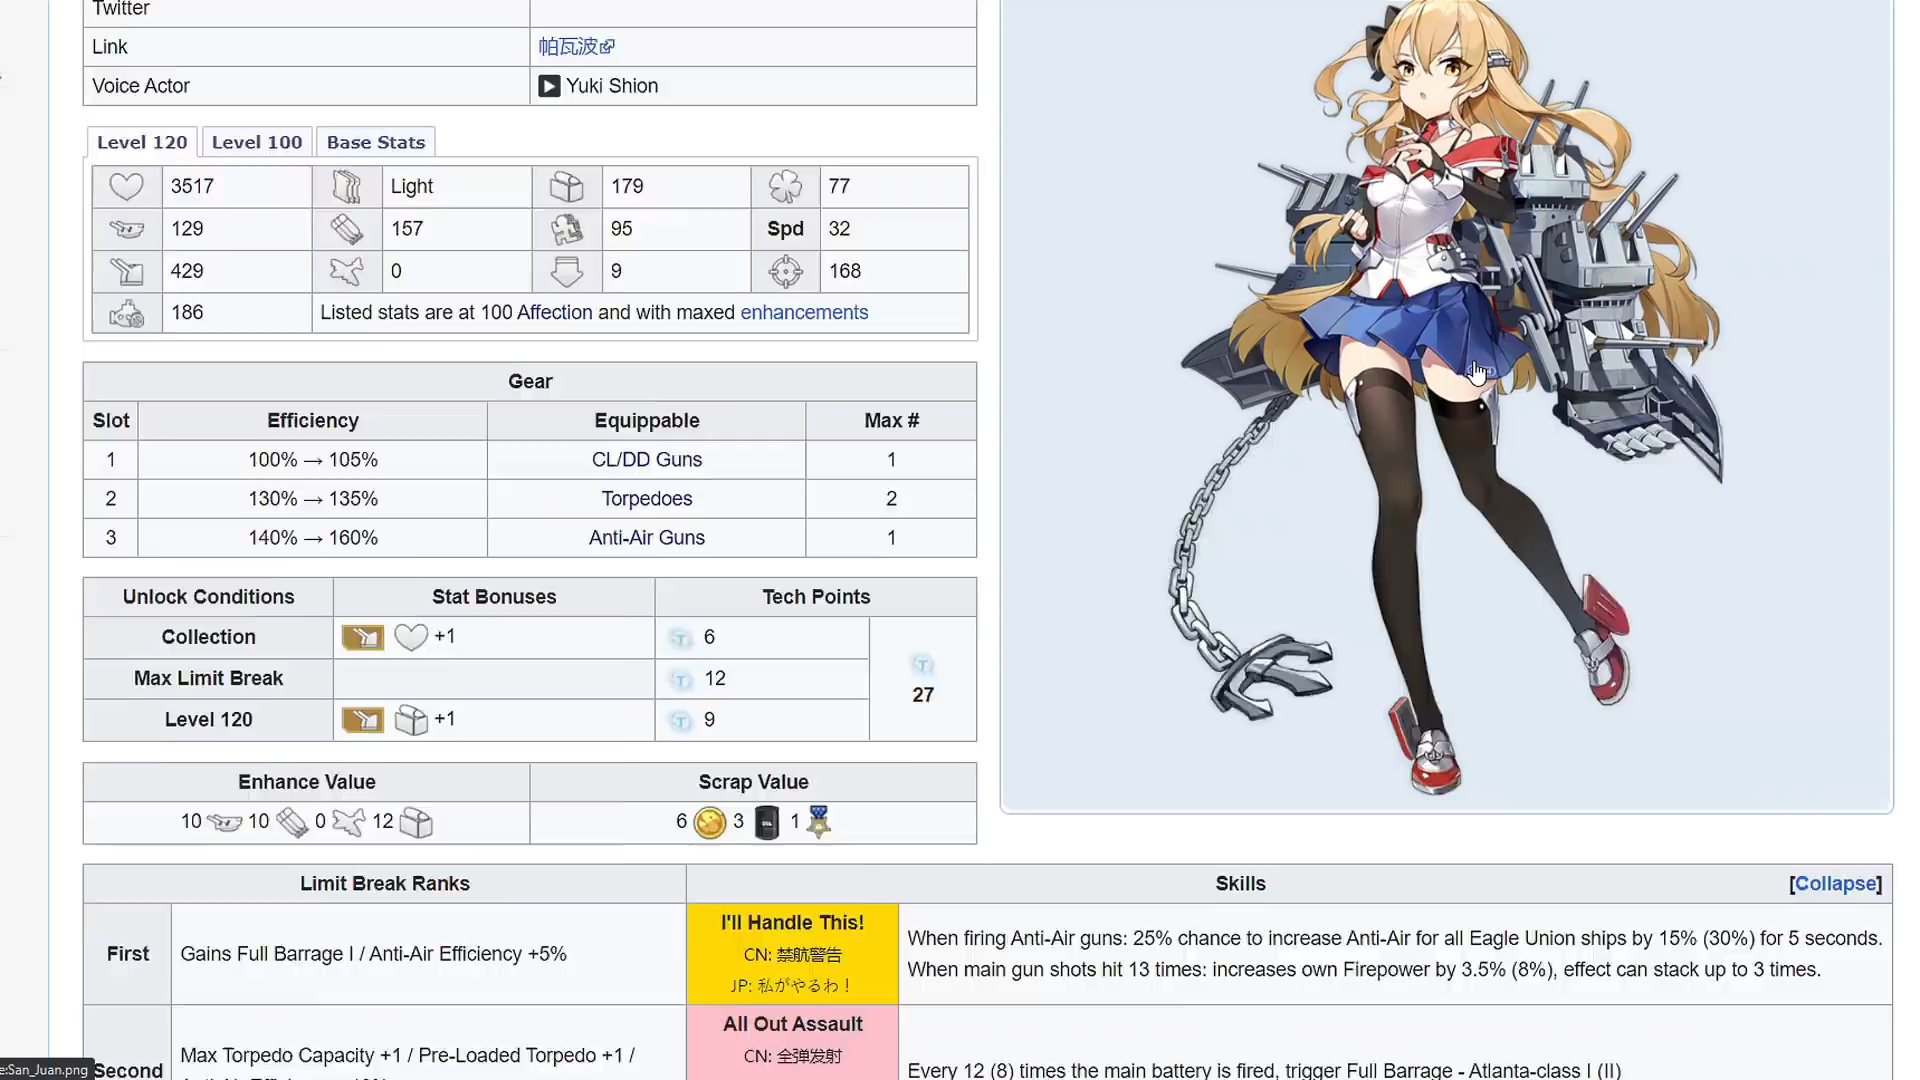 Twitter
Link 帕瓦波
Voice Actor Yuki Shion
Level 120 Level 100 Base Stats
3517 Light 179 77
129 157 95 Spd 32
429 0 9 168
186 Listed stats are at 100 Affection and with maxed enhancements
Gear
Slot Efficiency Equippable Max #
1 100% → 105% CL/DD Guns 1
2 130% → 135% Torpedoes 2
3 140% → 160% Anti-Air Guns 1
Unlock Conditions Stat Bonuses Tech Points
Collection +1 6
Max Limit Break 12
27
Level 120 +1 9
Enhance Value Scrap Value
10 10 0 12 6 3 1
Limit Break Ranks Skills [Collapse]
First Gains Full Barrage I / Anti-Air Efficiency +5%
I'll Handle This!
CN: 禁航警告
JP: 私がやるわ！
When firing Anti-Air guns: 25% chance to increase Anti-Air for all Eagle Union ships by 15% (30%) for 5 seconds.
When main gun shots hit 13 times: increases own Firepower by 3.5% (8%), effect can stack up to 3 times.
Second Max Torpedo Capacity +1 / Pre-Loaded Torpedo +1 /
All Out Assault
CN: 全弹发射
Every 12 (8) times the main battery is fired, trigger Full Barrage - Atlanta-class I (II)
e:San_Juan.png